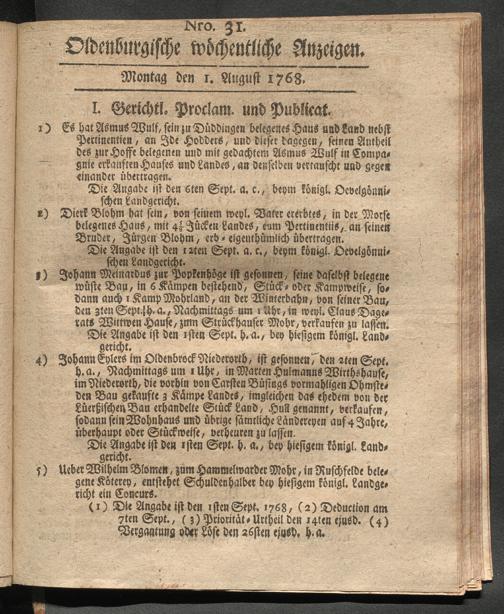 Nro. 31.
Oldenburgische wöchentliche Anzeigen.
Montag den 1. August 1768.
I. Gerichtl. Proclam. und Publicat.
1) Es hat Asmus Wulf, sein zu Düddingen belegenes Haus und Land nebst
Pertinentien, an Ide Hodders, und dieser dagegen, seinen Antheil
des zur Hoffe belegenen und mit gedachtem Asmus Wulf in Compa-
gnie erkauften Hauses und Landes, an denselben vertauscht und gegen
einander übertragen.
Die Angabe ist den 6ten Sept. a. c., beym königl. Oevelgönni-
schen Landgericht.
2) Dierk Blohm hat sein, von seinem weyl. Vater ererbtes, in der Morse
belegenes Haus, mit 4½ Jücken Landes, cum Pertinentiis, an seinen
Bruder, Jürgen Blohm, erb- eigenthümlich übertragen.
Die Angabe ist den 12ten Sept. a. c., beym königl. Oevelgönni-
schen Landgericht.
3) Johann Meinardus zur Popkenhöge ist gesonnen, seine daselbst belegene
wüste Bau, in 6 Kämpen bestehend, Stück- oder Kampweise, so-
dann auch 1 Kamp Mohrland, an der Winterbahn, von seiner Bau,
den 3ten Sept. h. a., Nachmittags um 1 Uhr, in weyl. Claus Dage-
rats Wittwen Hause, zum Strückhauser Mohr, verkaufen zu lassen.
Die Angabe ist den 1sten Sept. h. a., bey hiesigem königl. Land-
gericht.
4) Johann Eylers im Oldenbrock Niederorth, ist gesonnen, den 2ten Sept.
h. a., Nachmittags um 1 Uhr, in Marten Hulmanns Wirthshause,
im Niederorth, die vorhin von Carsten Büsings vormahligen Ohmste-
den Bau gekaufte 3 Kämpe Landes, imgleichen das ehedem von der
Lüerßischen Bau erhandelte Stück Land, Hull genannt, verkaufen,
sodann sein Wohnhaus und übrige sämtliche Ländereyen auf 4 Jahre,
überhaupt oder Stückweise, verheuren zu lassen.
Die Angabe ist den 1sten Sept. h. a., bey hiesigem königl. Land-
gericht.
5) Ueber Wilhelm Blomen, zum Hammelwarder Mohr, in Ruschfelde bele-
gene Köterey, entstehet Schuldenhalber bey hiesigem königl. Landge-
richt ein Concurs.
(1) Die Angabe ist den 1sten Sept. 1768, (2) Deduction am
7ten Sept., (3) Priorität-Urtheil den 14ten ejusd. (4)
Vergantung oder Löse den 26sten ejusd. h. a.